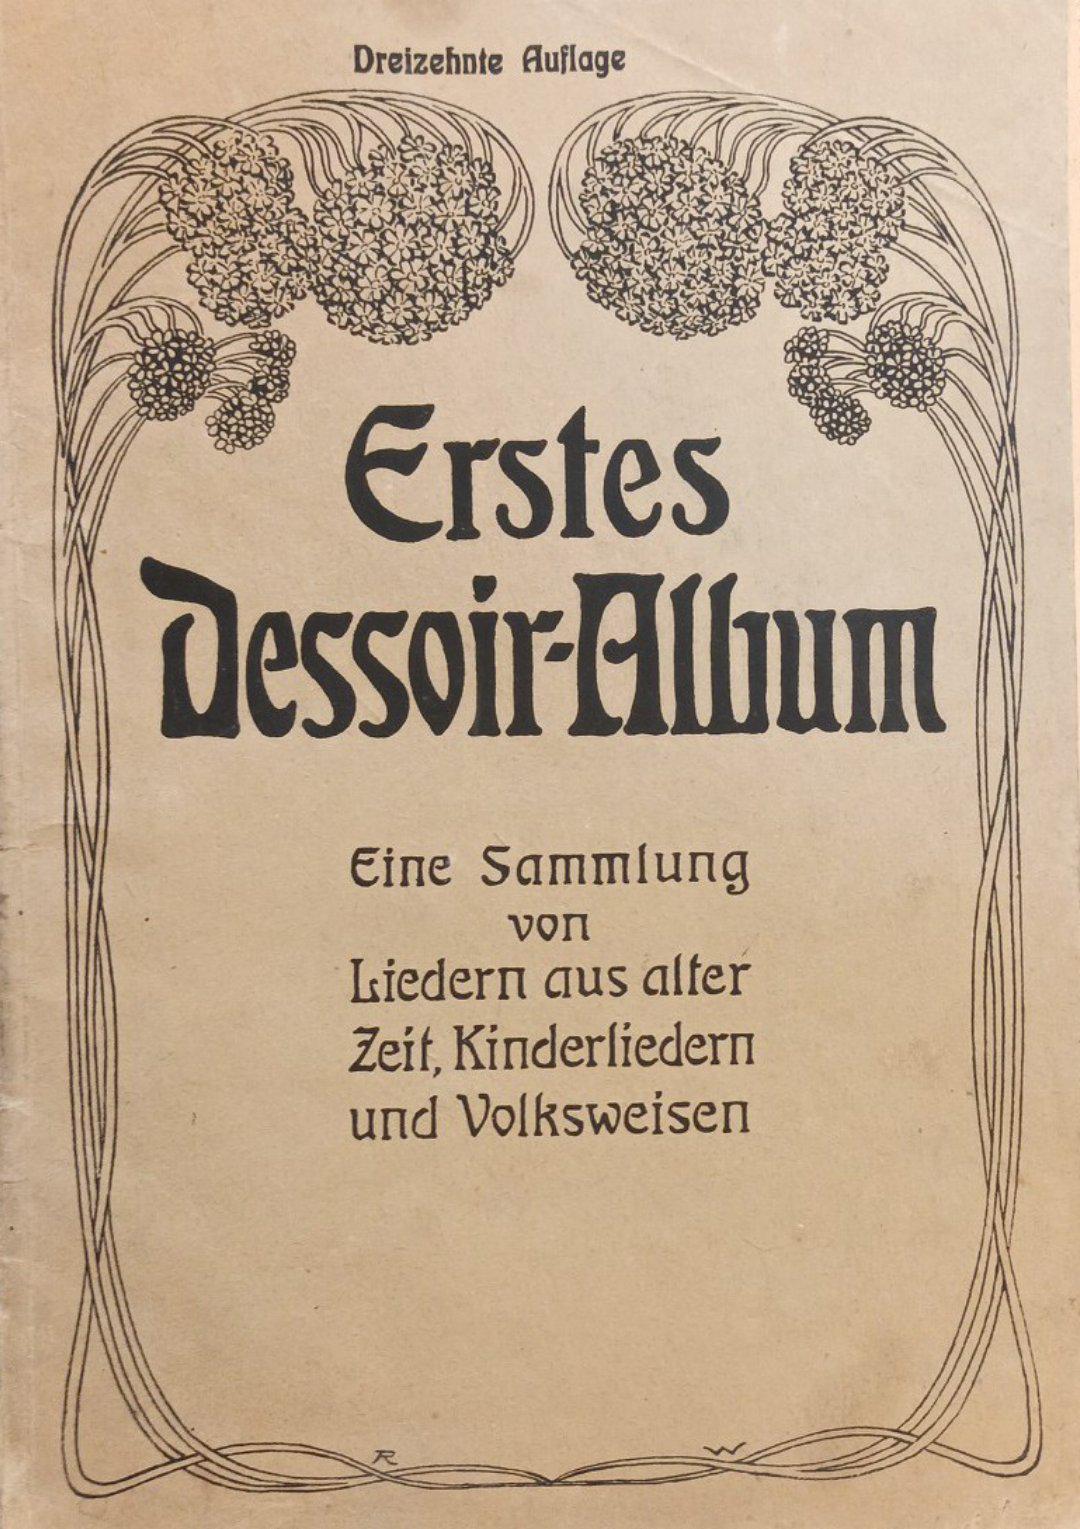 Dreizehnte Auflage
Erstes
Dessoir-Album
Eine Sammlung
von
Liedern aus alter
Zeit, Kinderliedern
und Volksweisen
R W